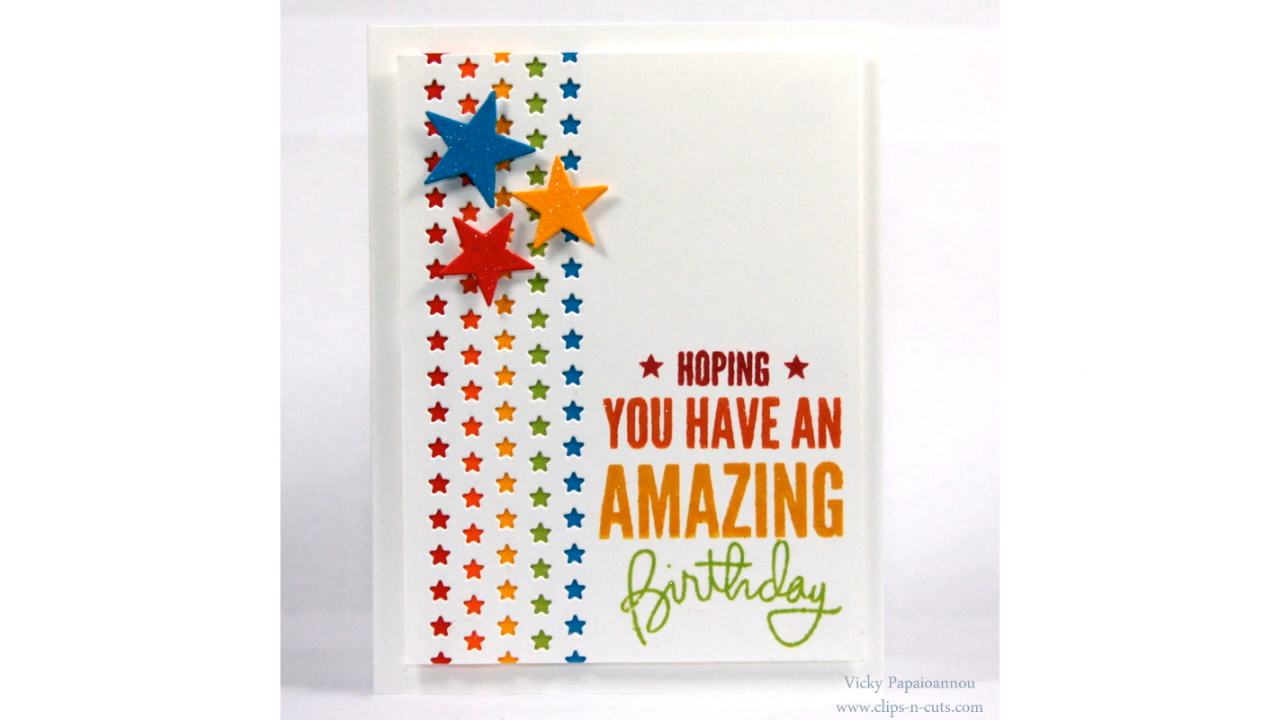 HOPING
YOU HAVE AN
AMAZING
Birthday
Vicky Papaioannou
www.clips-n-cuts.com